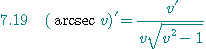 7.19 ( arcsec v)′ = v′ / v√(v² − 1)